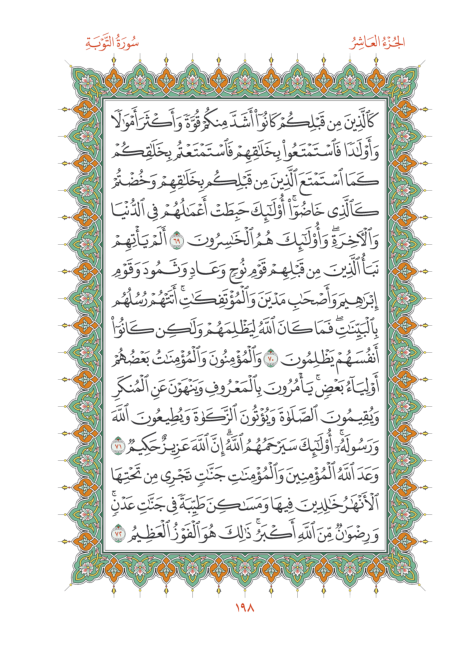 الجُزْءُ العَاشِرُ
سُورَةُ التَّوْبَةِ
كَٱلَّذِينَ مِن قَبۡلِكُمۡ كَانُوٓاْ أَشَدَّ مِنكُمۡ قُوَّةٗ وَأَكۡثَرَ أَمۡوَٰلٗا
وَأَوۡلَٰدٗا فَٱسۡتَمۡتَعُواْ بِخَلَٰقِهِمۡ فَٱسۡتَمۡتَعۡتُم بِخَلَٰقِكُمۡ
كَمَا ٱسۡتَمۡتَعَ ٱلَّذِينَ مِن قَبۡلِكُم بِخَلَٰقِهِمۡ وَخُضۡتُمۡ
كَٱلَّذِي خَاضُوٓاْۚ أُوْلَٰٓئِكَ حَبِطَتۡ أَعۡمَٰلُهُمۡ فِي ٱلدُّنۡيَا
وَٱلۡأٓخِرَةِۖ وَأُوْلَٰٓئِكَ هُمُ ٱلۡخَٰسِرُونَ ٦٩ أَلَمۡ يَأۡتِهِمۡ
نَبَأُ ٱلَّذِينَ مِن قَبۡلِهِمۡ قَوۡمِ نُوحٖ وَعَادٖ وَثَمُودَ وَقَوۡمِ
إِبۡرَٰهِيمَ وَأَصۡحَٰبِ مَدۡيَنَ وَٱلۡمُؤۡتَفِكَٰتِۚ أَتَتۡهُمۡ رُسُلُهُم
بِٱلۡبَيِّنَٰتِۖ فَمَا كَانَ ٱللَّهُ لِيَظۡلِمَهُمۡ وَلَٰكِن كَانُوٓاْ
أَنفُسَهُمۡ يَظۡلِمُونَ ٧٠ وَٱلۡمُؤۡمِنُونَ وَٱلۡمُؤۡمِنَٰتُ بَعۡضُهُمۡ
أَوۡلِيَآءُ بَعۡضٖۚ يَأۡمُرُونَ بِٱلۡمَعۡرُوفِ وَيَنۡهَوۡنَ عَنِ ٱلۡمُنكَرِ
وَيُقِيمُونَ ٱلصَّلَوٰةَ وَيُؤۡتُونَ ٱلزَّكَوٰةَ وَيُطِيعُونَ ٱللَّهَ
وَرَسُولَهُۥٓۚ أُوْلَٰٓئِكَ سَيَرۡحَمُهُمُ ٱللَّهُۗ إِنَّ ٱللَّهَ عَزِيزٌ حَكِيمٞ ٧١
وَعَدَ ٱللَّهُ ٱلۡمُؤۡمِنِينَ وَٱلۡمُؤۡمِنَٰتِ جَنَّٰتٖ تَجۡرِي مِن تَحۡتِهَا
ٱلۡأَنۡهَٰرُ خَٰلِدِينَ فِيهَا وَمَسَٰكِنَ طَيِّبَةٗ فِي جَنَّٰتِ عَدۡنٖۚ
وَرِضۡوَٰنٞ مِّنَ ٱللَّهِ أَكۡبَرُۚ ذَٰلِكَ هُوَ ٱلۡفَوۡزُ ٱلۡعَظِيمُ ٧٢
١٩٨